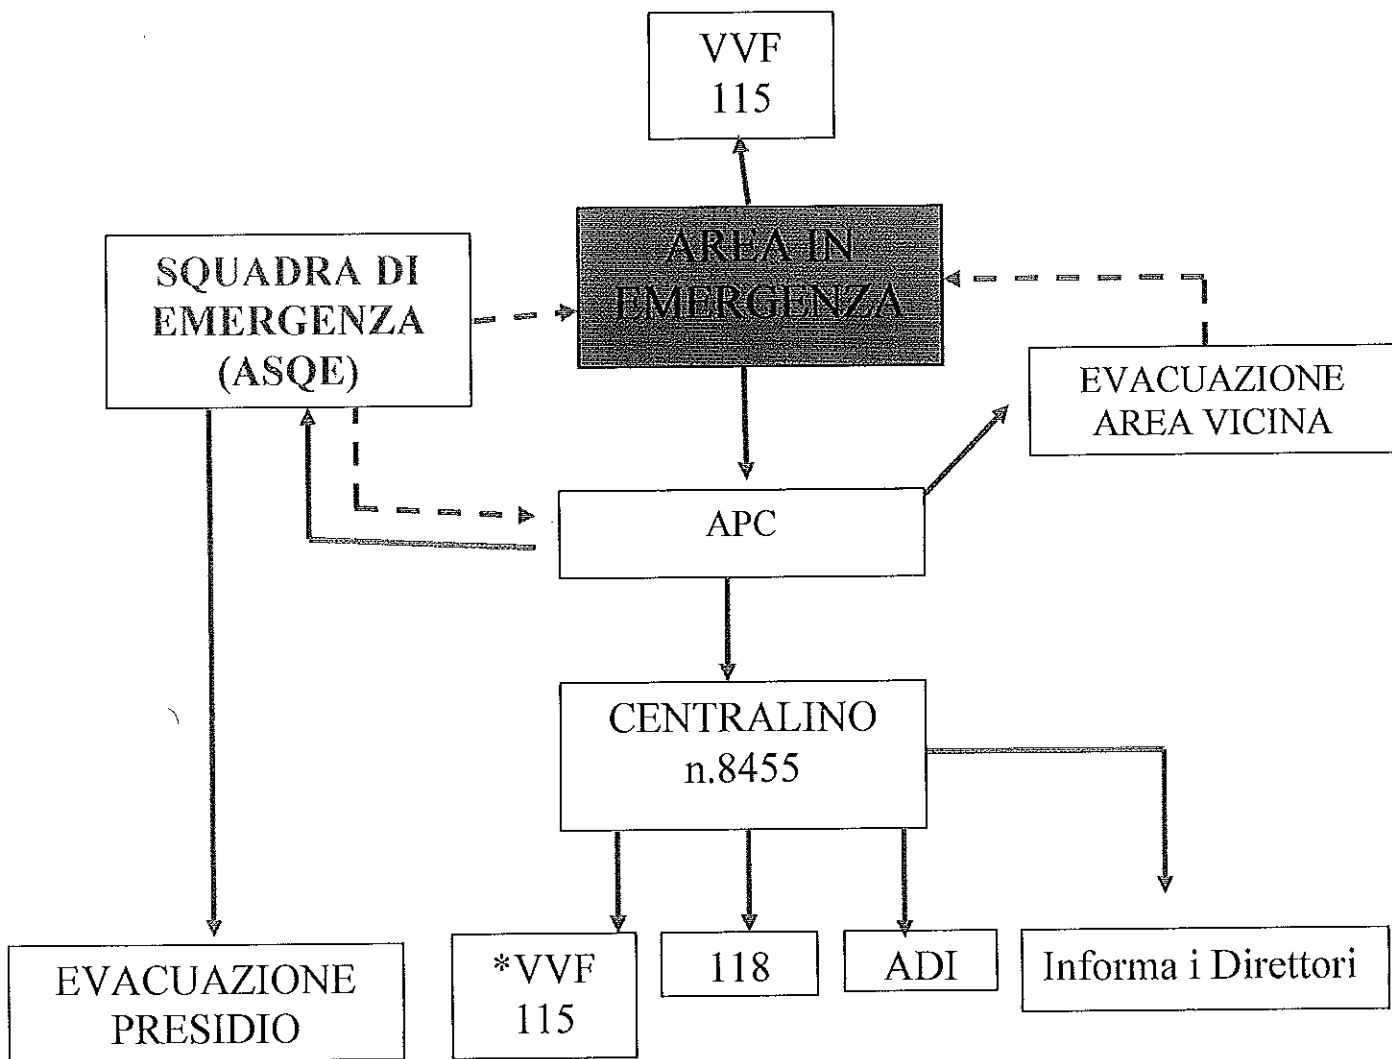 VVF
115
AREA IN
EMERGENZA
SQUADRA DI
EMERGENZA
(ASQE)
EVACUAZIONE
AREA VICINA
APC
CENTRALINO
n.8455
EVACUAZIONE
PRESIDIO
*VVF
115
118
ADI
Informa i Direttori